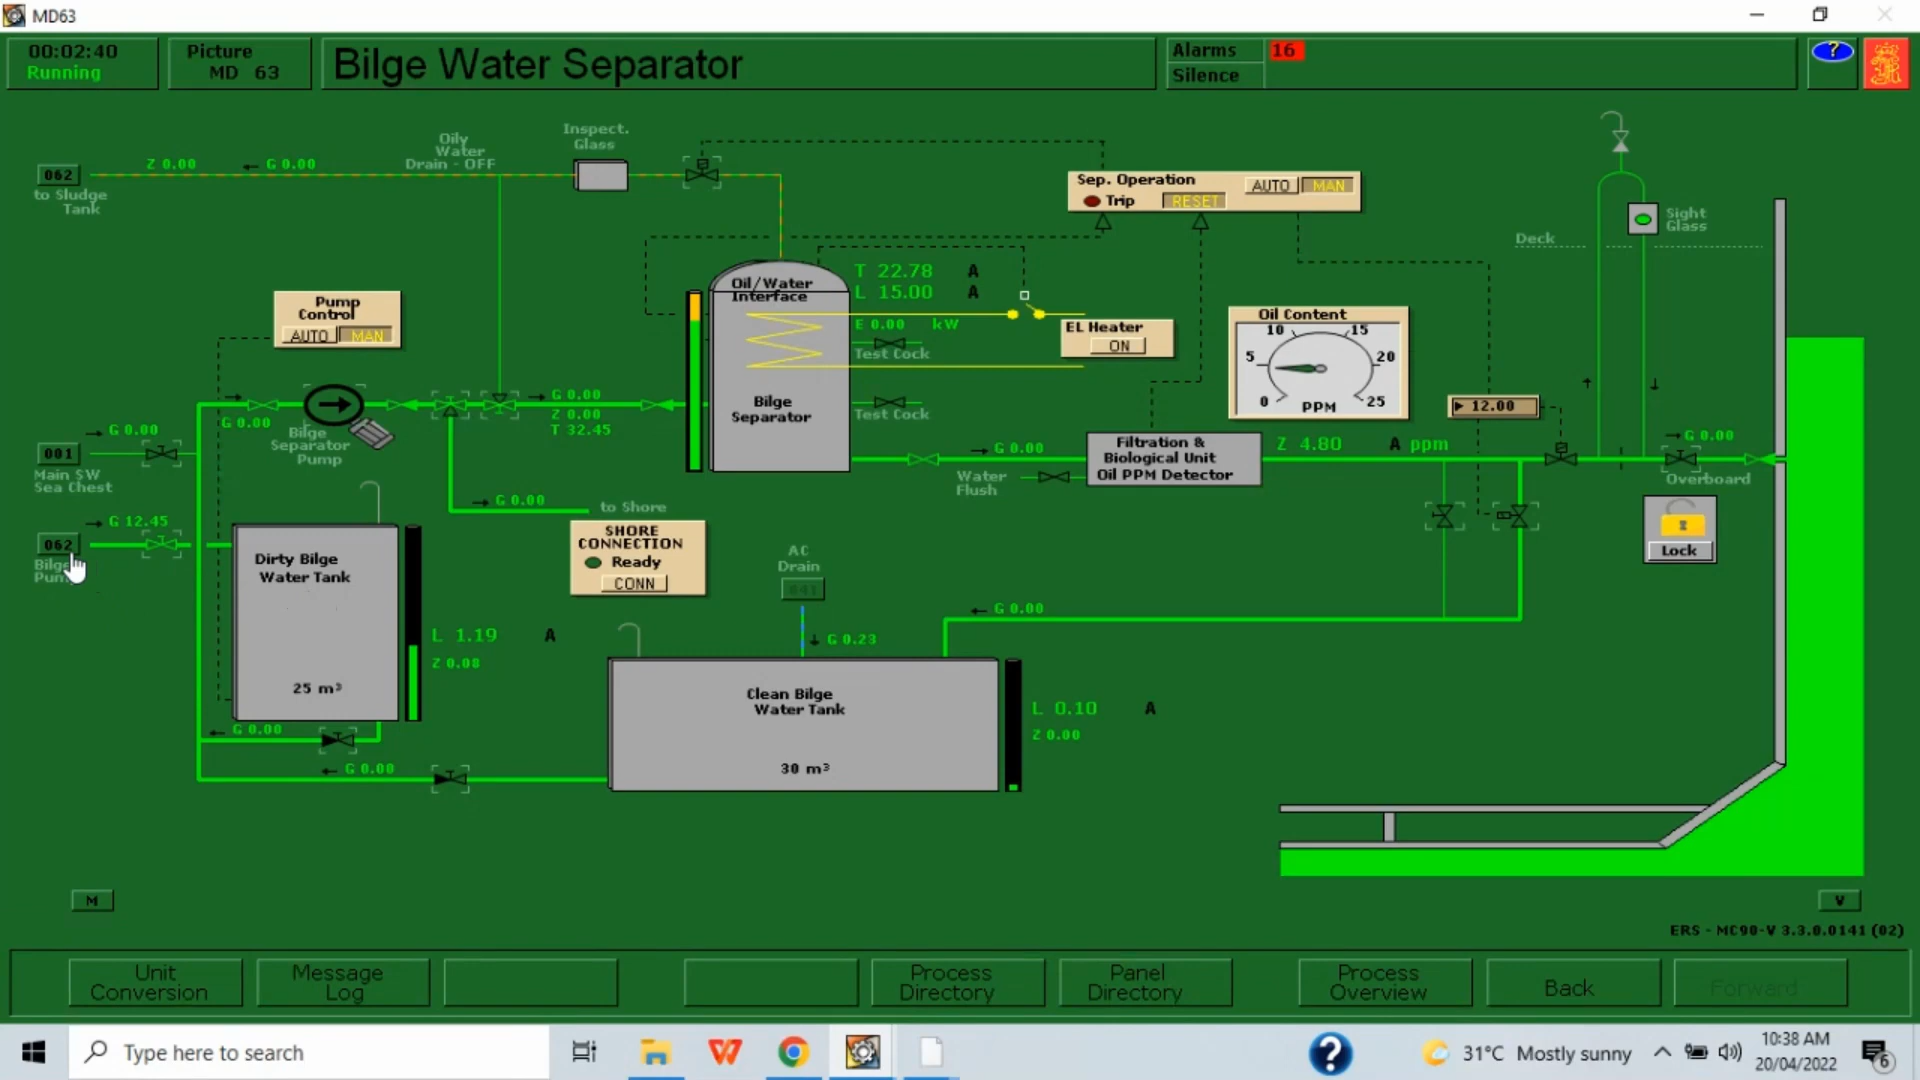 MD63
00:02:40
Running
Picture
MD 63
Bilge Water Separator
Alarms
16
Silence
?
Oily
Water
Drain - OFF
Inspect.
Glass
062
Z 0.00
G 0.00
to Sludge
Tank
Sep. Operation
AUTO
MAN
Trip
RESET
Sight
Glass
Deck
Oil/Water
Interface
T 22.78 A
L 15.00 A
E 0.00 kW
Test Cock
EL Heater
ON
Pump
Control
AUTO
MAN
Oil Content
0
5
10
15
20
25
PPM
G 0.00
Bilge
Separator
Pump
G 0.00
Z 0.00
T 32.45
Bilge
Separator
Test Cock
12.00
001
G 0.00
Main SW
Sea Chest
G 0.00
Filtration &
Biological Unit
Oil PPM Detector
Z 4.80 A ppm
G 0.00
Overboard
Water
Flush
Lock
G 0.00
to Shore
SHORE
CONNECTION
Ready
CONN
062
G 12.45
Dirty Bilge
Water Tank
25 m³
L 1.19 A
Z 0.08
AC
Drain
G 0.23
G 0.00
Clean Bilge
Water Tank
30 m³
L 0.10 A
Z 0.00
G 0.00
G 0.00
M
V
ERS - MC90-V 3.3.0.0141 (02)
Unit
Conversion
Message
Log
Process
Directory
Panel
Directory
Process
Overview
Back
Forward
Type here to search
?
31°C Mostly sunny
10:38 AM
20/04/2022
6